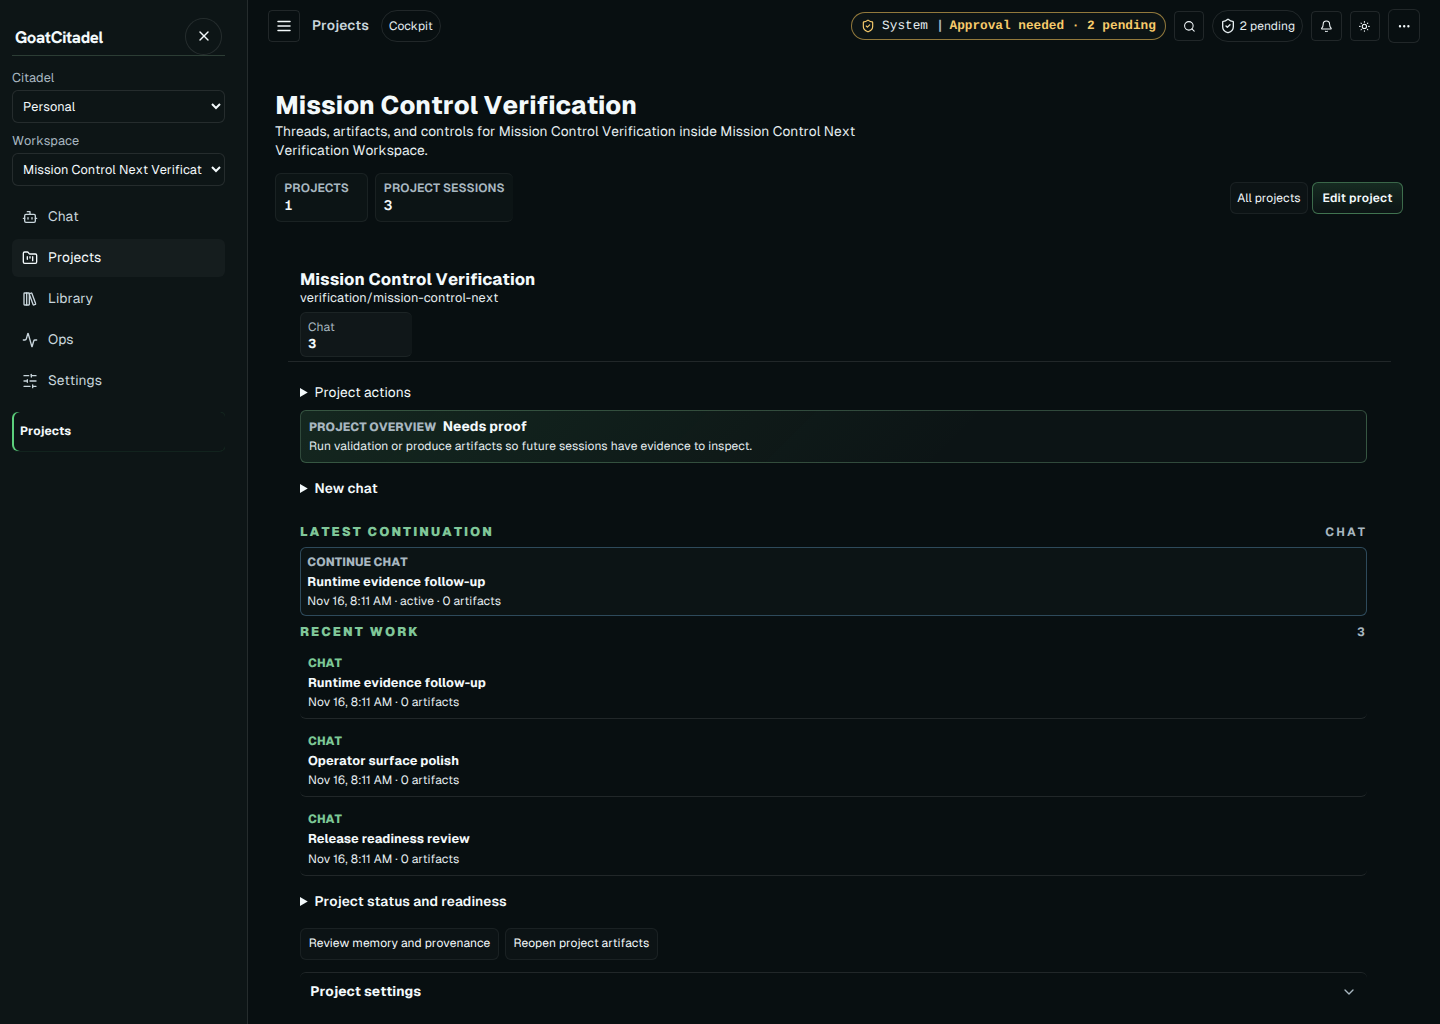 GoatCitadel
Citadel
Personal
Workspace
Mission Control Next Verificat
Chat
Projects
Library
Ops
Settings
Projects
Projects
Cockpit
System | Approval needed · 2 pending
2 pending
Mission Control Verification
Threads, artifacts, and controls for Mission Control Verification inside Mission Control Next
Verification Workspace.
PROJECTS
1
PROJECT SESSIONS
3
All projects
Edit project
Mission Control Verification
verification/mission-control-next
Chat
3
Project actions
PROJECT OVERVIEW Needs proof
Run validation or produce artifacts so future sessions have evidence to inspect.
New chat
LATEST CONTINUATION
CHAT
CONTINUE CHAT
Runtime evidence follow-up
Nov 16, 8:11 AM · active · 0 artifacts
RECENT WORK
3
CHAT
Runtime evidence follow-up
Nov 16, 8:11 AM · 0 artifacts
CHAT
Operator surface polish
Nov 16, 8:11 AM · 0 artifacts
CHAT
Release readiness review
Nov 16, 8:11 AM · 0 artifacts
Project status and readiness
Review memory and provenance
Reopen project artifacts
Project settings